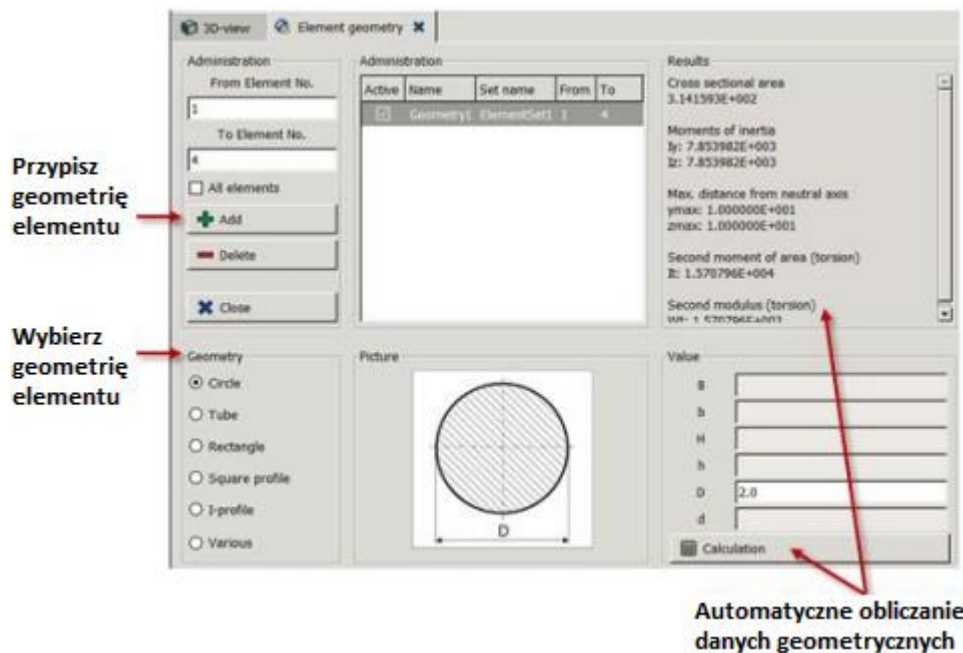 3D-view
Element geometry
Administration
From Element No.
1
To Element No.
4
All elements
Add
Delete
Close
Administration
Active Name Set name From To
Geometry1 ElementSet1 1 4
Results
Cross sectional area
3.141593E+002
Moments of inertia
Iy: 7.853982E+003
Iz: 7.853982E+003
Max. distance from neutral axis
ymax: 1.000000E+001
zmax: 1.000000E+001
Second moment of area (torsion)
It: 1.570796E+004
Second modulus (torsion)
Wt: 1.570796E+003
Przypisz
geometrię
elementu
Wybierz
geometrię
elementu
Geometry
Circle
Tube
Rectangle
Square profile
I-profile
Various
Picture
D
Value
B
b
H
h
D 2.0
d
Calculation
Automatyczne obliczanie
danych geometrycznych